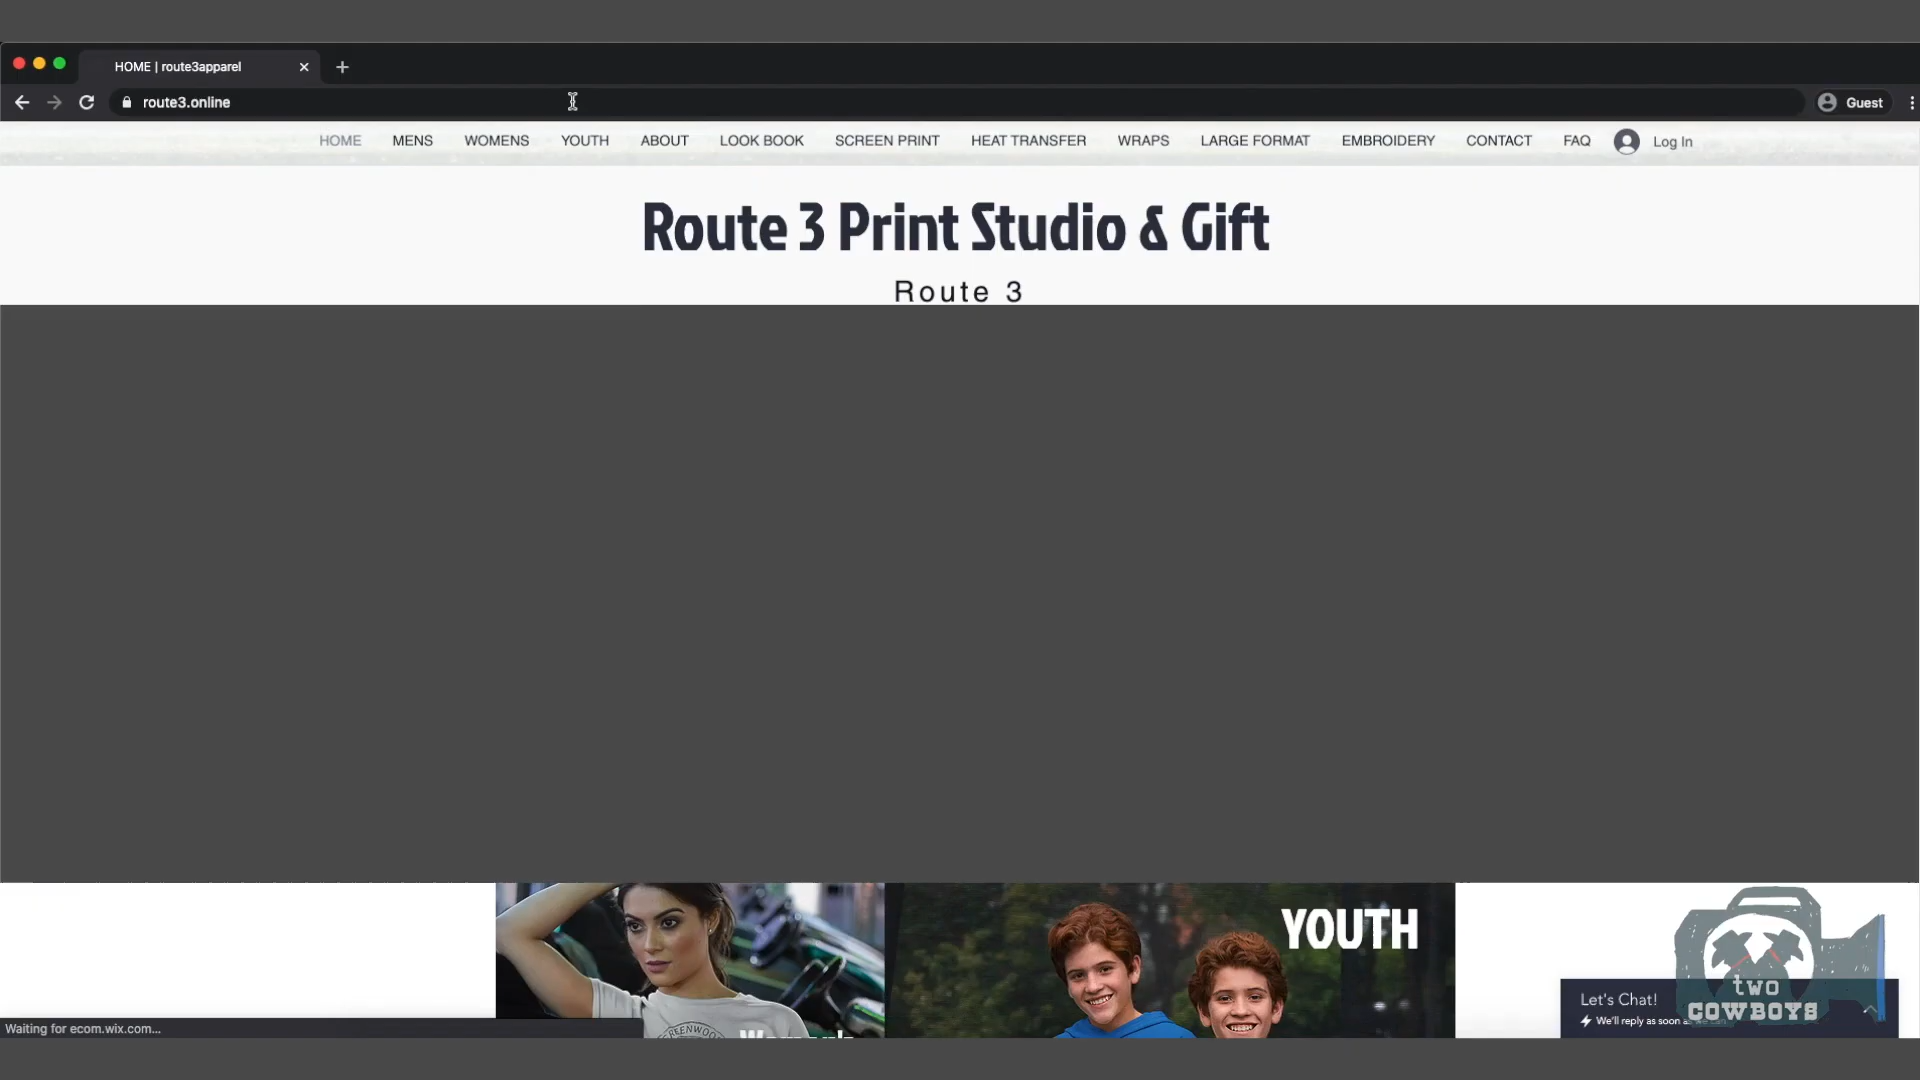 HOME | route3apparel
route3.online
Guest
HOME MENS WOMENS YOUTH ABOUT LOOK BOOK SCREEN PRINT HEAT TRANSFER WRAPS LARGE FORMAT EMBROIDERY CONTACT FAQ Log In
Route 3 Print Studio & Gift
Route 3
YOUTH
Let's Chat!
We'll reply as soon as
two
COWBOYS
Waiting for ecom.wix.com...